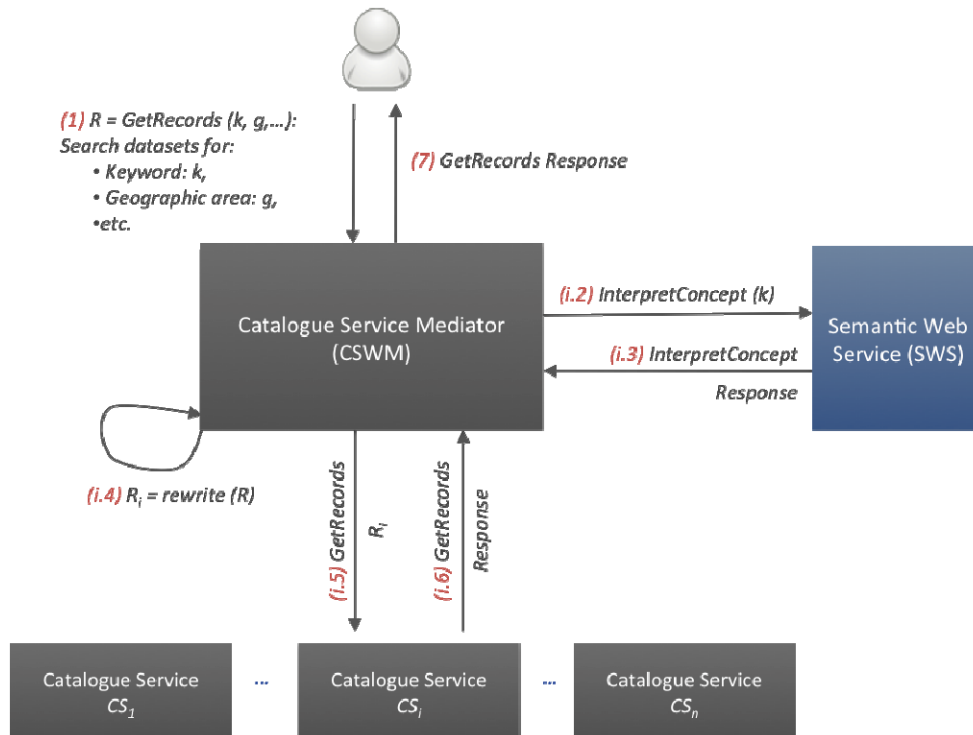 (1) R = GetRecords (k, g,...):
Search datasets for:
• Keyword: k,
• Geographic area: g,
•etc.
(7) GetRecords Response
Catalogue Service Mediator
(CSWM)
(i.2) InterpretConcept (k)
(i.3) InterpretConcept
Response
Semantic Web
Service (SWS)
(i.4) Rᵢ = rewrite (R)
(i.5) GetRecords
Rᵢ
(i.6) GetRecords
Response
Catalogue Service
CS₁
...
Catalogue Service
CSᵢ
...
Catalogue Service
CSₙ